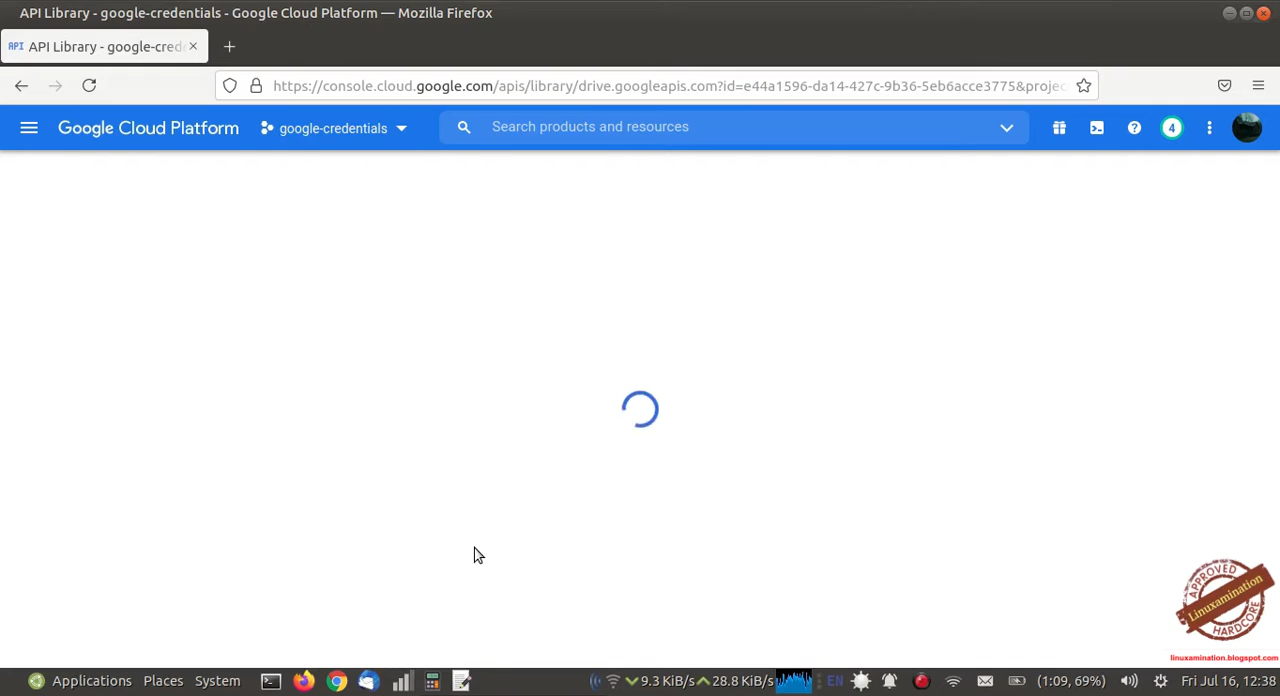 API Library - google-credentials - Google Cloud Platform — Mozilla Firefox
API API Library - google-cred
https://console.cloud.google.com/apis/library/drive.googleapis.com?id=e44a1596-da14-427c-9b36-5eb6acce3775&projec
Google Cloud Platform google-credentials Search products and resources 4
APPROVED
Linuxamination
HARDCORE
linuxamination.blogspot.com
Applications Places System 9.3 KiB/s 28.8 KiB/s EN (1:09, 69%) Fri Jul 16, 12:38